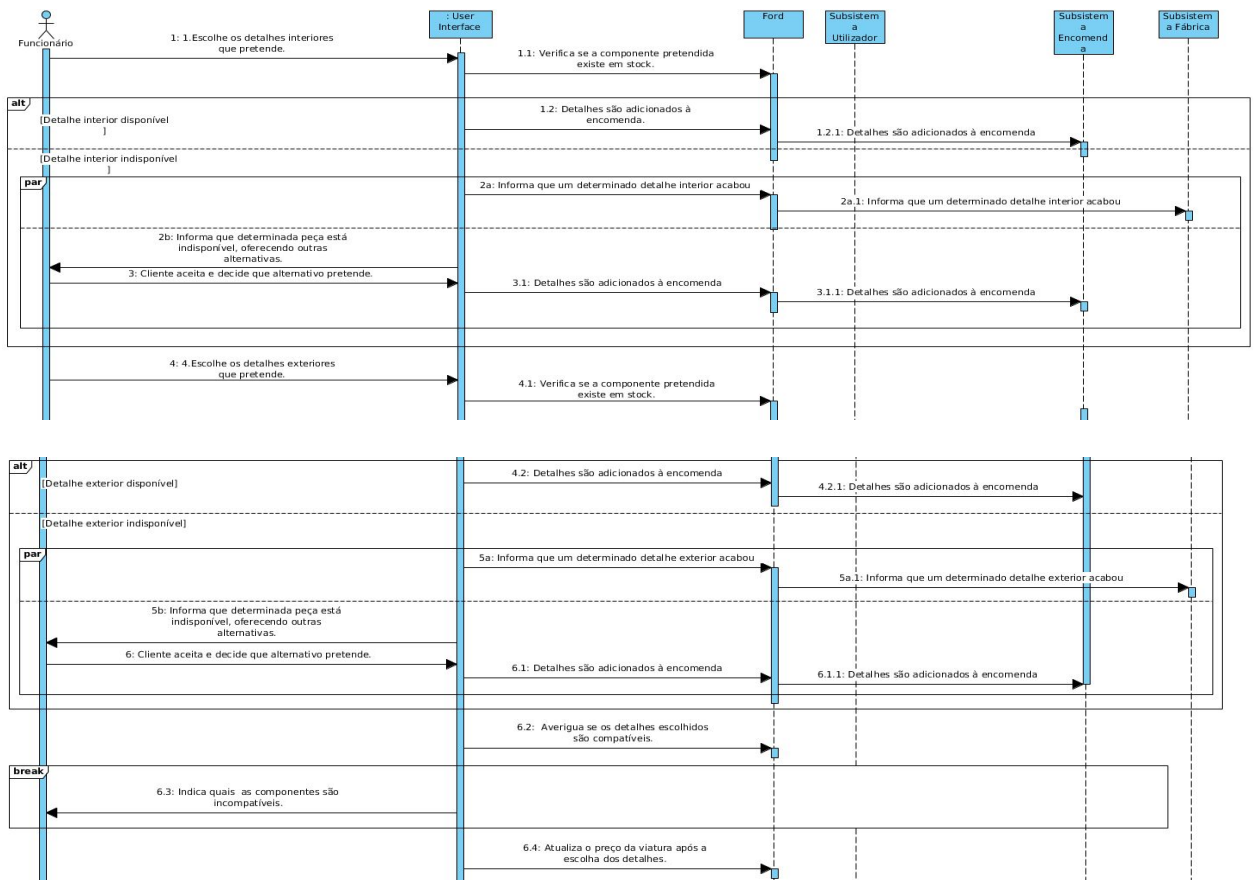 Funcionário
: User
Interface
Ford
Subsistem
a
Utilizador
Subsistem
a
Encomend
a
Subsistem
a Fábrica
1: 1.Escolhe os detalhes interiores
que pretende.
1.1: Verifica se a componente pretendida
existe em stock.
alt
[Detalhe interior disponível
]
1.2: Detalhes são adicionados à
encomenda.
1.2.1: Detalhes são adicionados à encomenda
[Detalhe interior indisponível
]
par
2a: Informa que um determinado detalhe interior acabou
2a.1: Informa que um determinado detalhe interior acabou
2b: Informa que determinada peça está
indisponível, oferecendo outras
alternativas.
3: Cliente aceita e decide que alternativo pretende.
3.1: Detalhes são adicionados à encomenda
3.1.1: Detalhes são adicionados à encomenda
4: 4.Escolhe os detalhes exteriores
que pretende.
4.1: Verifica se a componente pretendida
existe em stock.
alt
[Detalhe exterior disponível]
4.2: Detalhes são adicionados à encomenda
4.2.1: Detalhes são adicionados à encomenda
[Detalhe exterior indisponível]
par
5a: Informa que um determinado detalhe exterior acabou
5a.1: Informa que um determinado detalhe exterior acabou
5b: Informa que determinada peça está
indisponível, oferecendo outras
alternativas.
6: Cliente aceita e decide que alternativo pretende.
6.1: Detalhes são adicionados à encomenda
6.1.1: Detalhes são adicionados à encomenda
6.2: Averigua se os detalhes escolhidos
são compatíveis.
break
6.3: Indica quais as componentes são
incompatíveis.
6.4: Atualiza o preço da viatura após a
escolha dos detalhes.